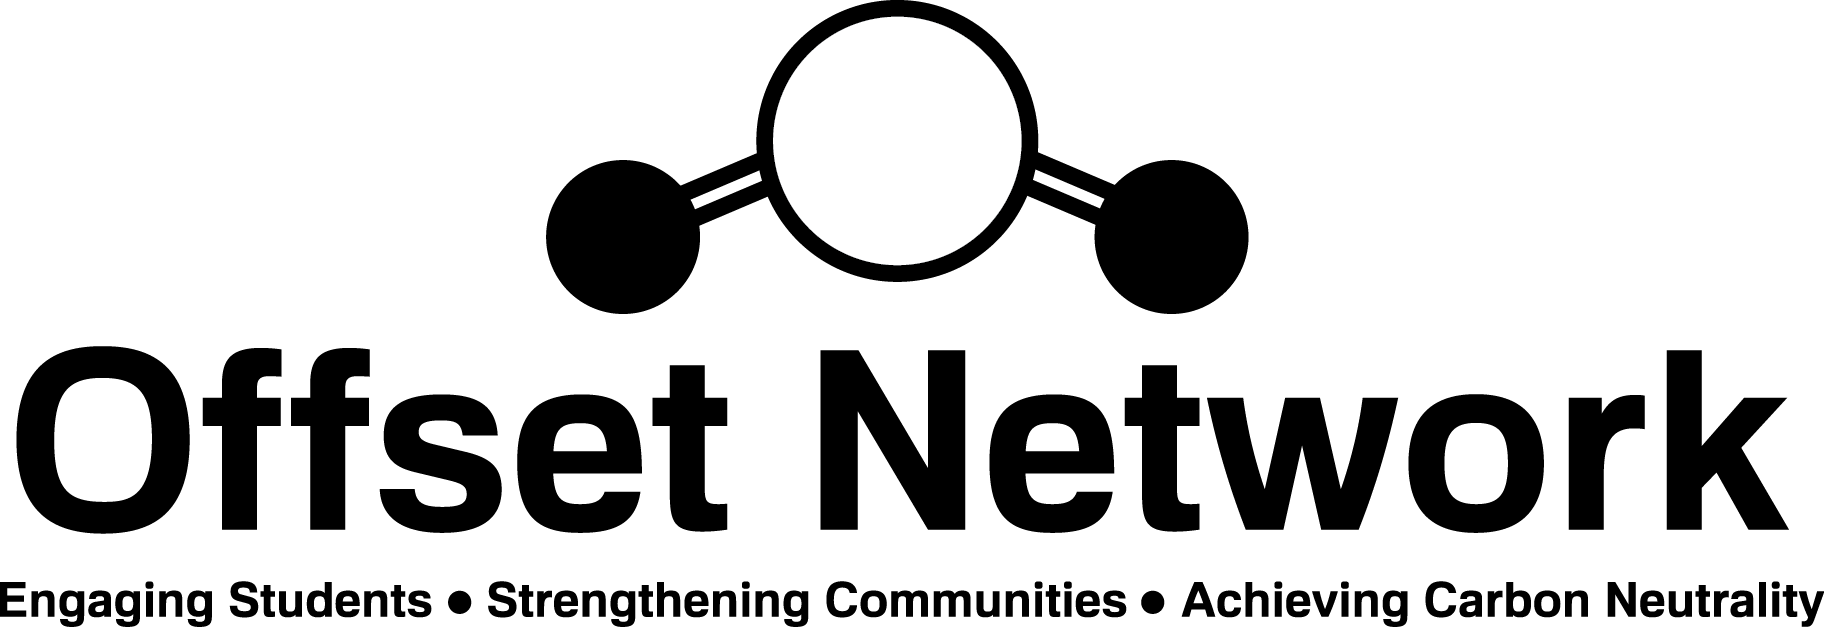 Offset Network
Engaging Students ● Strengthening Communities ● Achieving Carbon Neutrality